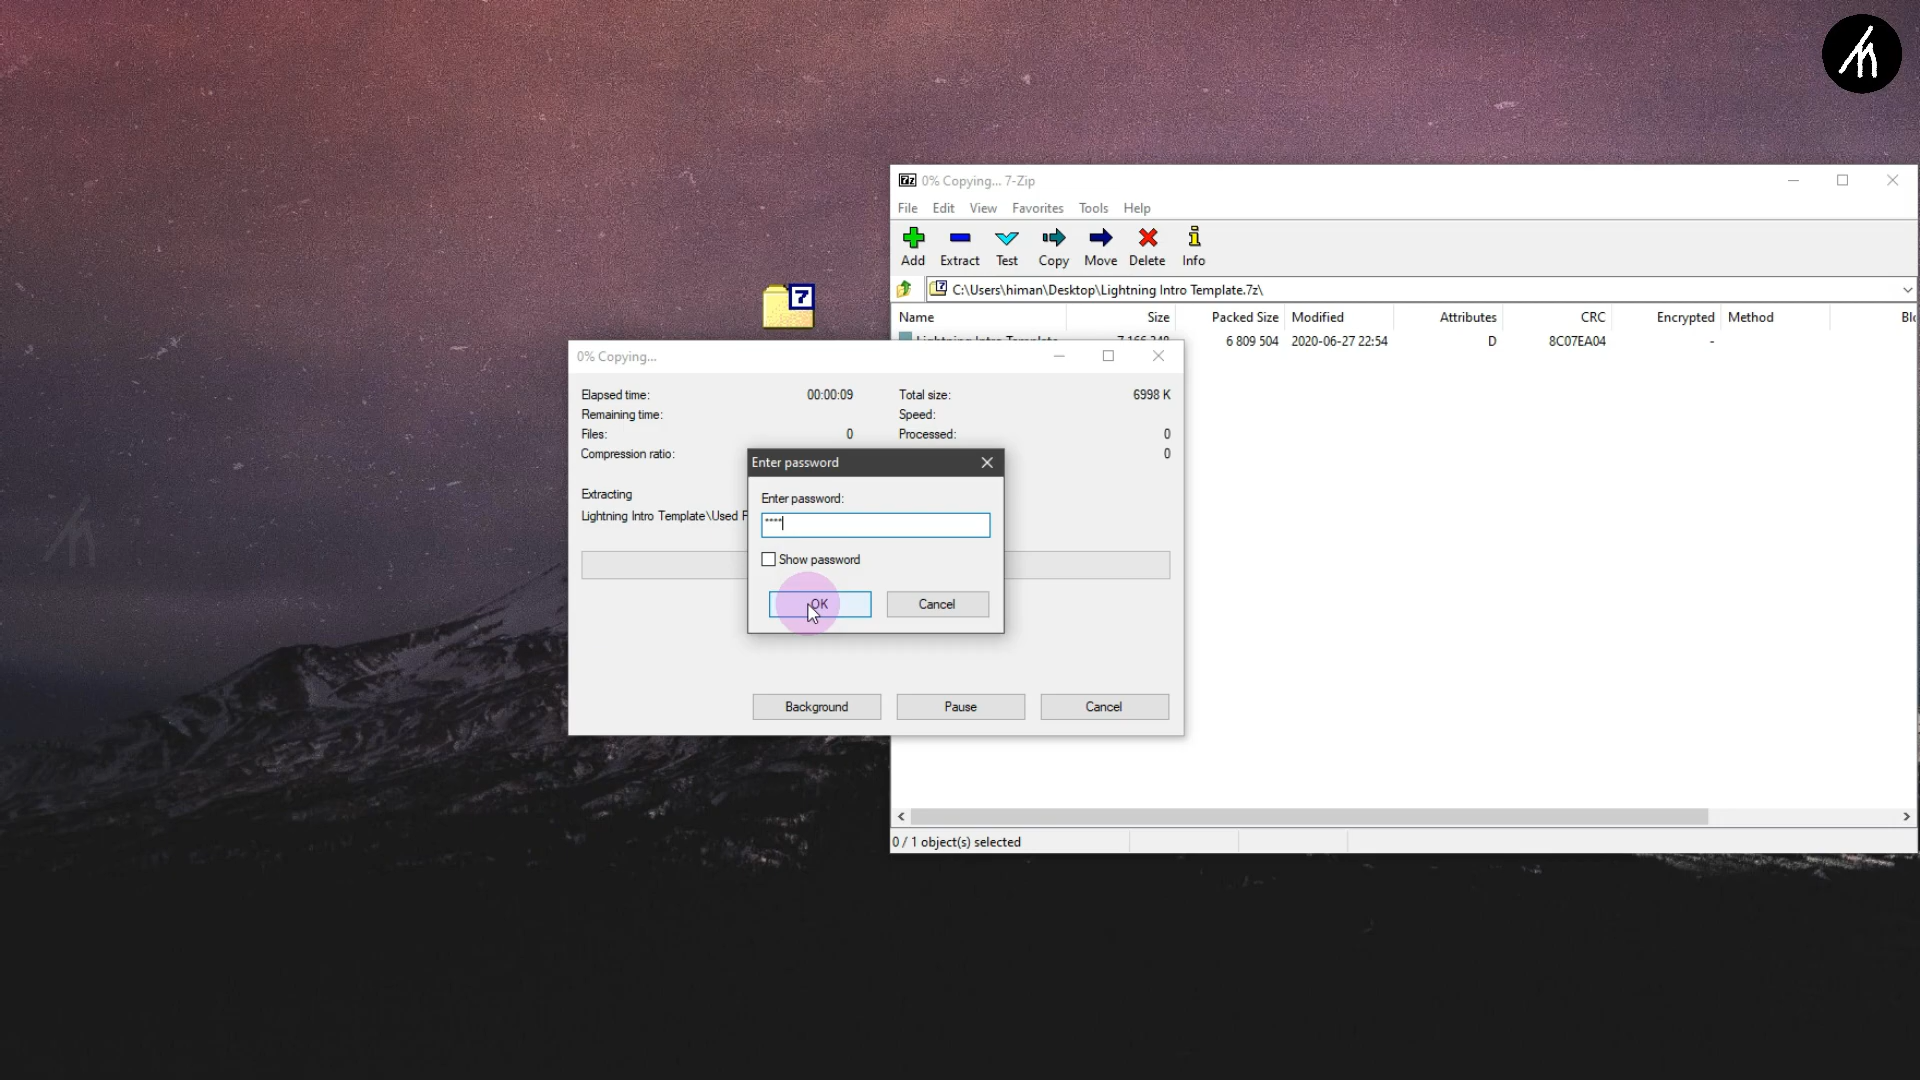 0% Copying... 7-Zip
File Edit View Favorites Tools Help
Add Extract Test Copy Move Delete Info
C:\Users\himan\Desktop\Lightning Intro Template.7z\
Name Size Packed Size Modified Attributes CRC Encrypted Method Blo
Lightning Intro Template 7 166 348 6 809 504 2020-06-27 22:54 D 8C07EA04 -
0% Copying...
Elapsed time: 00:00:09 Total size: 6998 K
Remaining time: Speed:
Files: 0 Processed: 0
Compression ratio: 0
Extracting
Lightning Intro Template\Used
Enter password
Enter password:
****
Show password
OK Cancel
Background Pause Cancel
0 / 1 object(s) selected